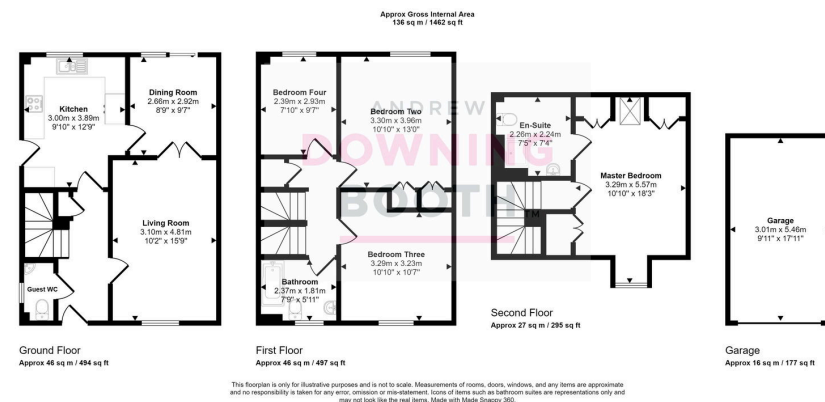 Approx Gross Internal Area
136 sq m / 1462 sq ft
Kitchen
3.00m x 3.89m
9'10" x 12'9"
Dining Room
2.66m x 2.92m
8'9" x 9'7"
Living Room
3.10m x 4.81m
10'2" x 15'9"
Guest WC
Ground Floor
Approx 46 sq m / 494 sq ft
Bedroom Four
2.39m x 2.93m
7'10" x 9'7"
Bedroom Two
3.30m x 3.96m
10'10" x 13'0"
Bedroom Three
3.29m x 3.23m
10'10" x 10'7"
Bathroom
2.37m x 1.81m
7'9" x 5'11"
First Floor
Approx 46 sq m / 497 sq ft
ANDREW
DOWNING
BOOTH
TM
En-Suite
2.26m x 2.24m
7'5" x 7'4"
Master Bedroom
3.29m x 5.57m
10'10" x 18'3"
Second Floor
Approx 27 sq m / 295 sq ft
Garage
3.01m x 5.46m
9'11" x 17'11"
Garage
Approx 16 sq m / 177 sq ft
This floorplan is only for illustrative purposes and is not to scale. Measurements of rooms, doors, windows, and any items are approximate
and no responsibility is taken for any error, omission or mis-statement. Icons of items such as bathroom suites are representations only and
may not look like the real items. Made with Made Snappy 360.